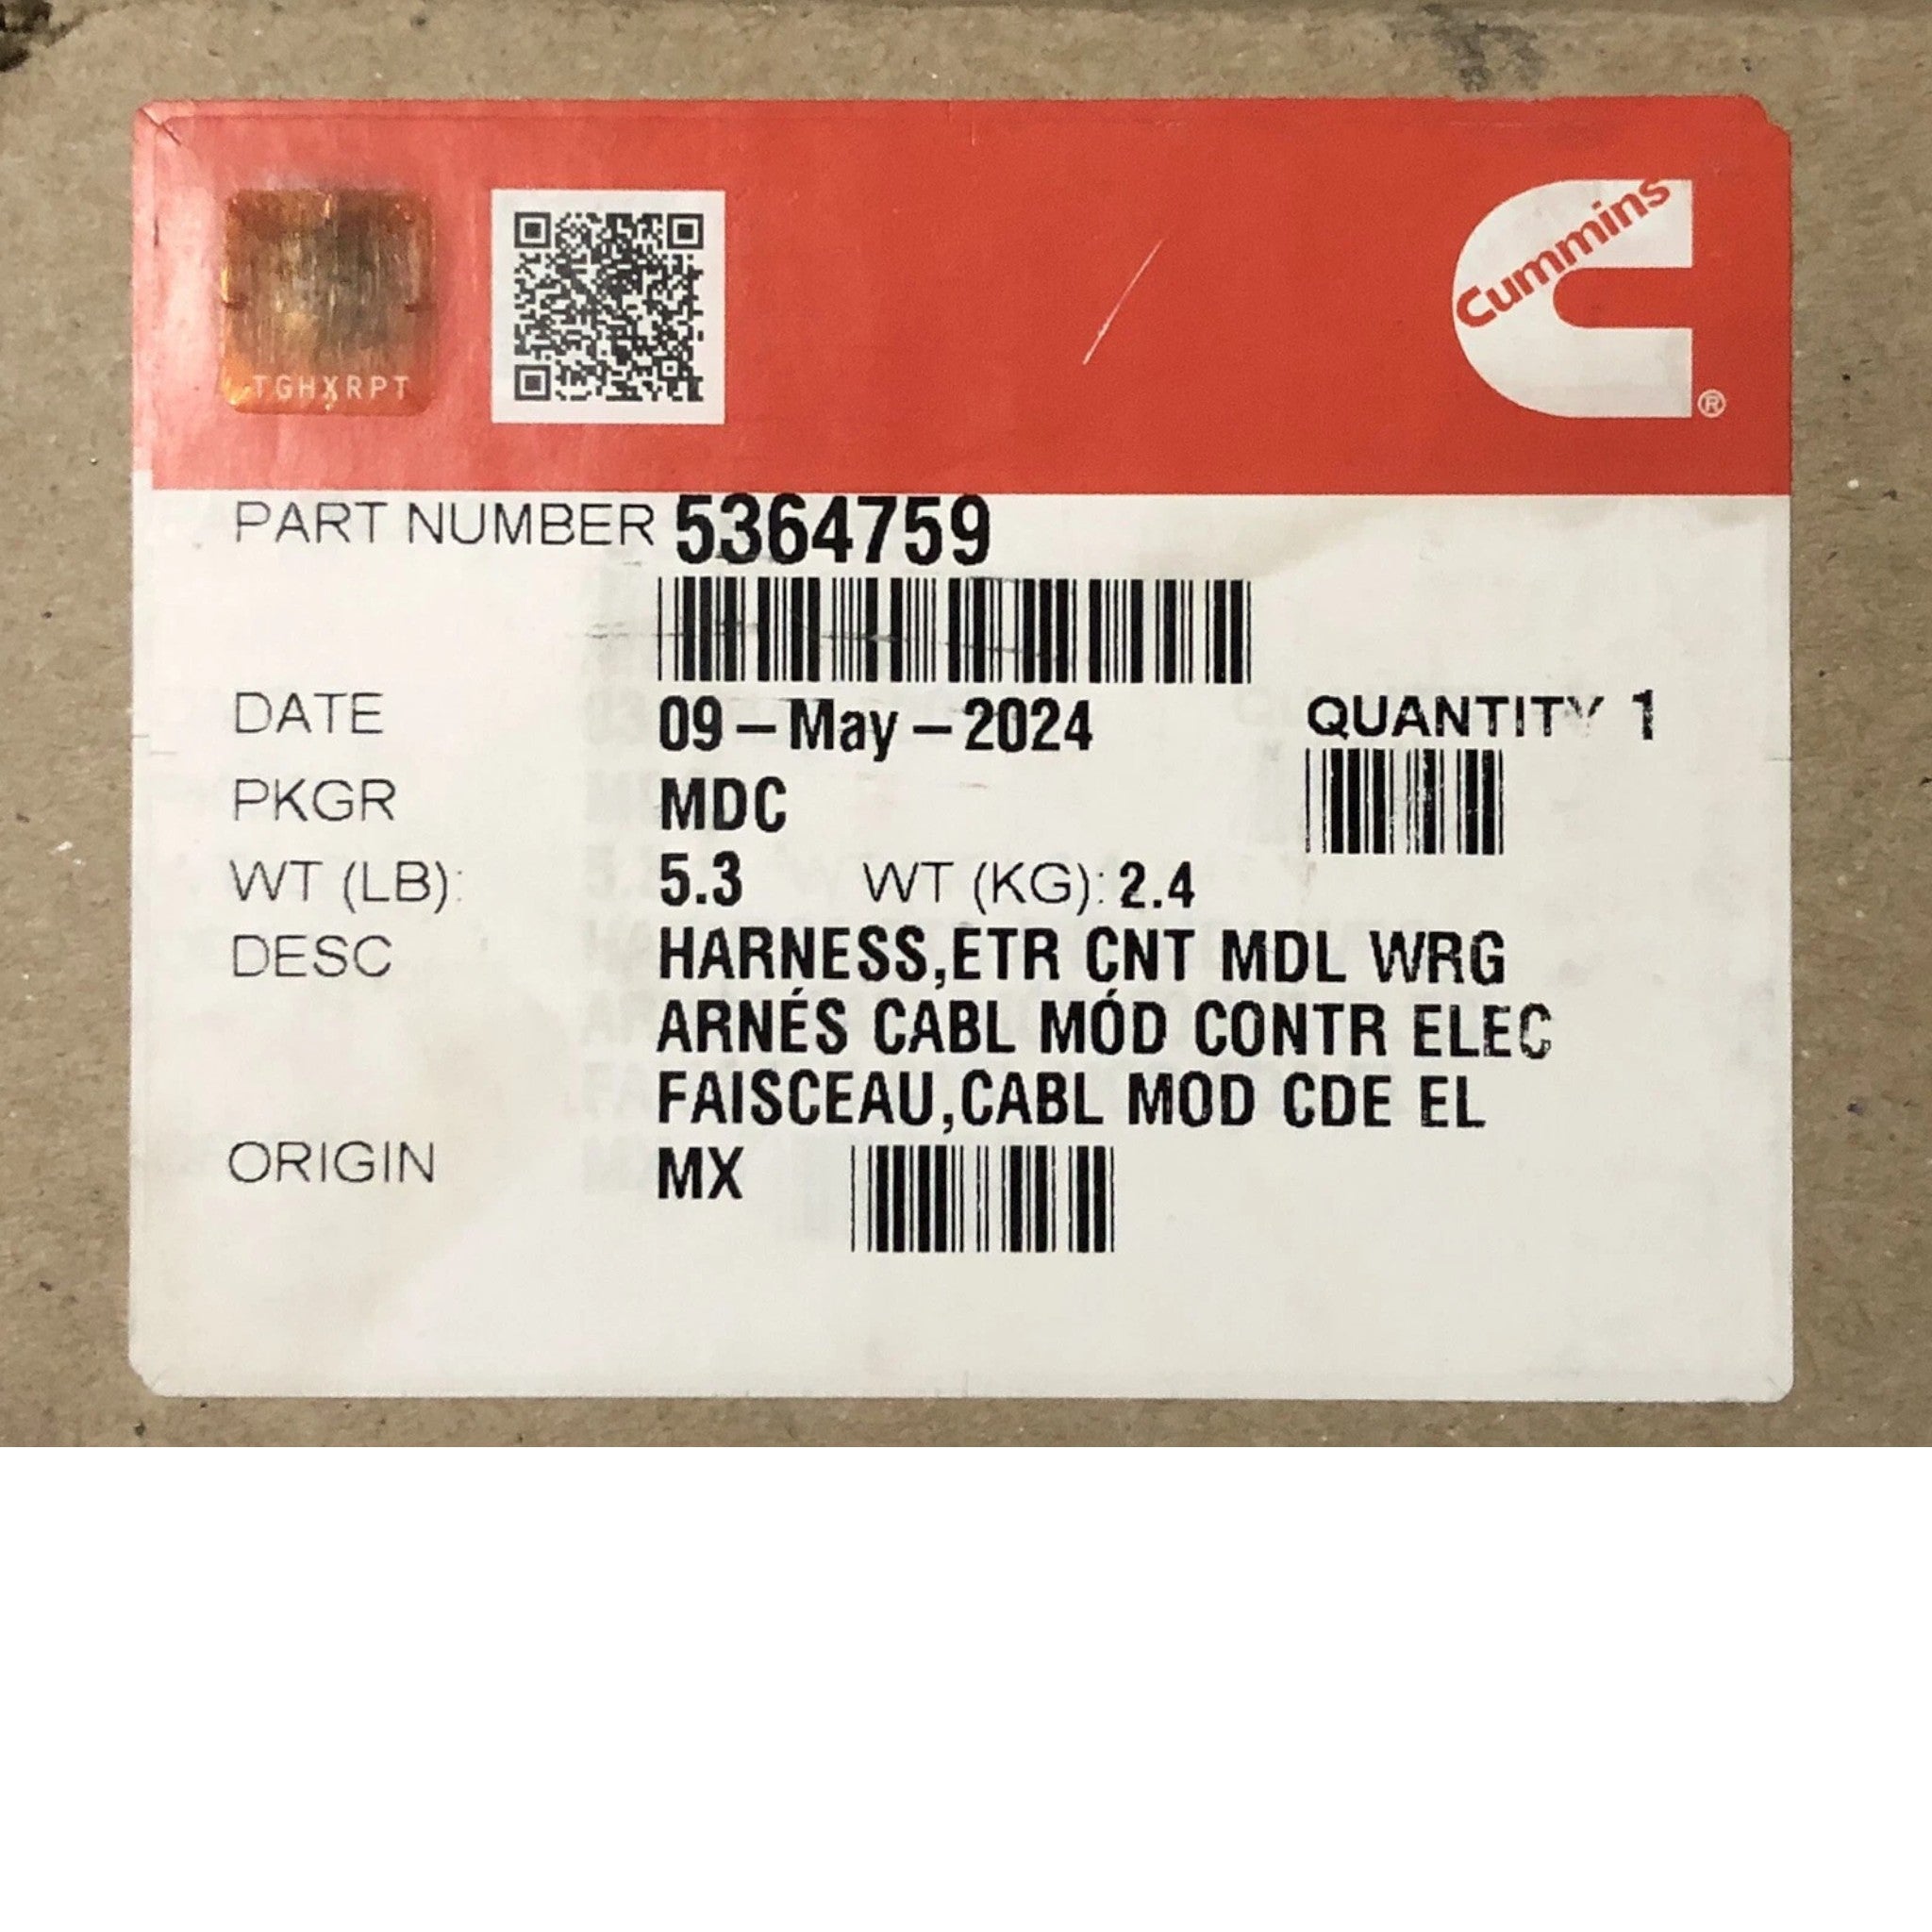 TGHXRPT
Cummins
®
PART NUMBER 5364759
DATE 09-May-2024 QUANTITY 1
PKGR MDC
WT (LB): 5.3 WT (KG): 2.4
DESC HARNESS,ETR CNT MDL WRG
ARNÉS CABL MÓD CONTR ELEC
FAISCEAU,CABL MOD CDE EL
ORIGIN MX